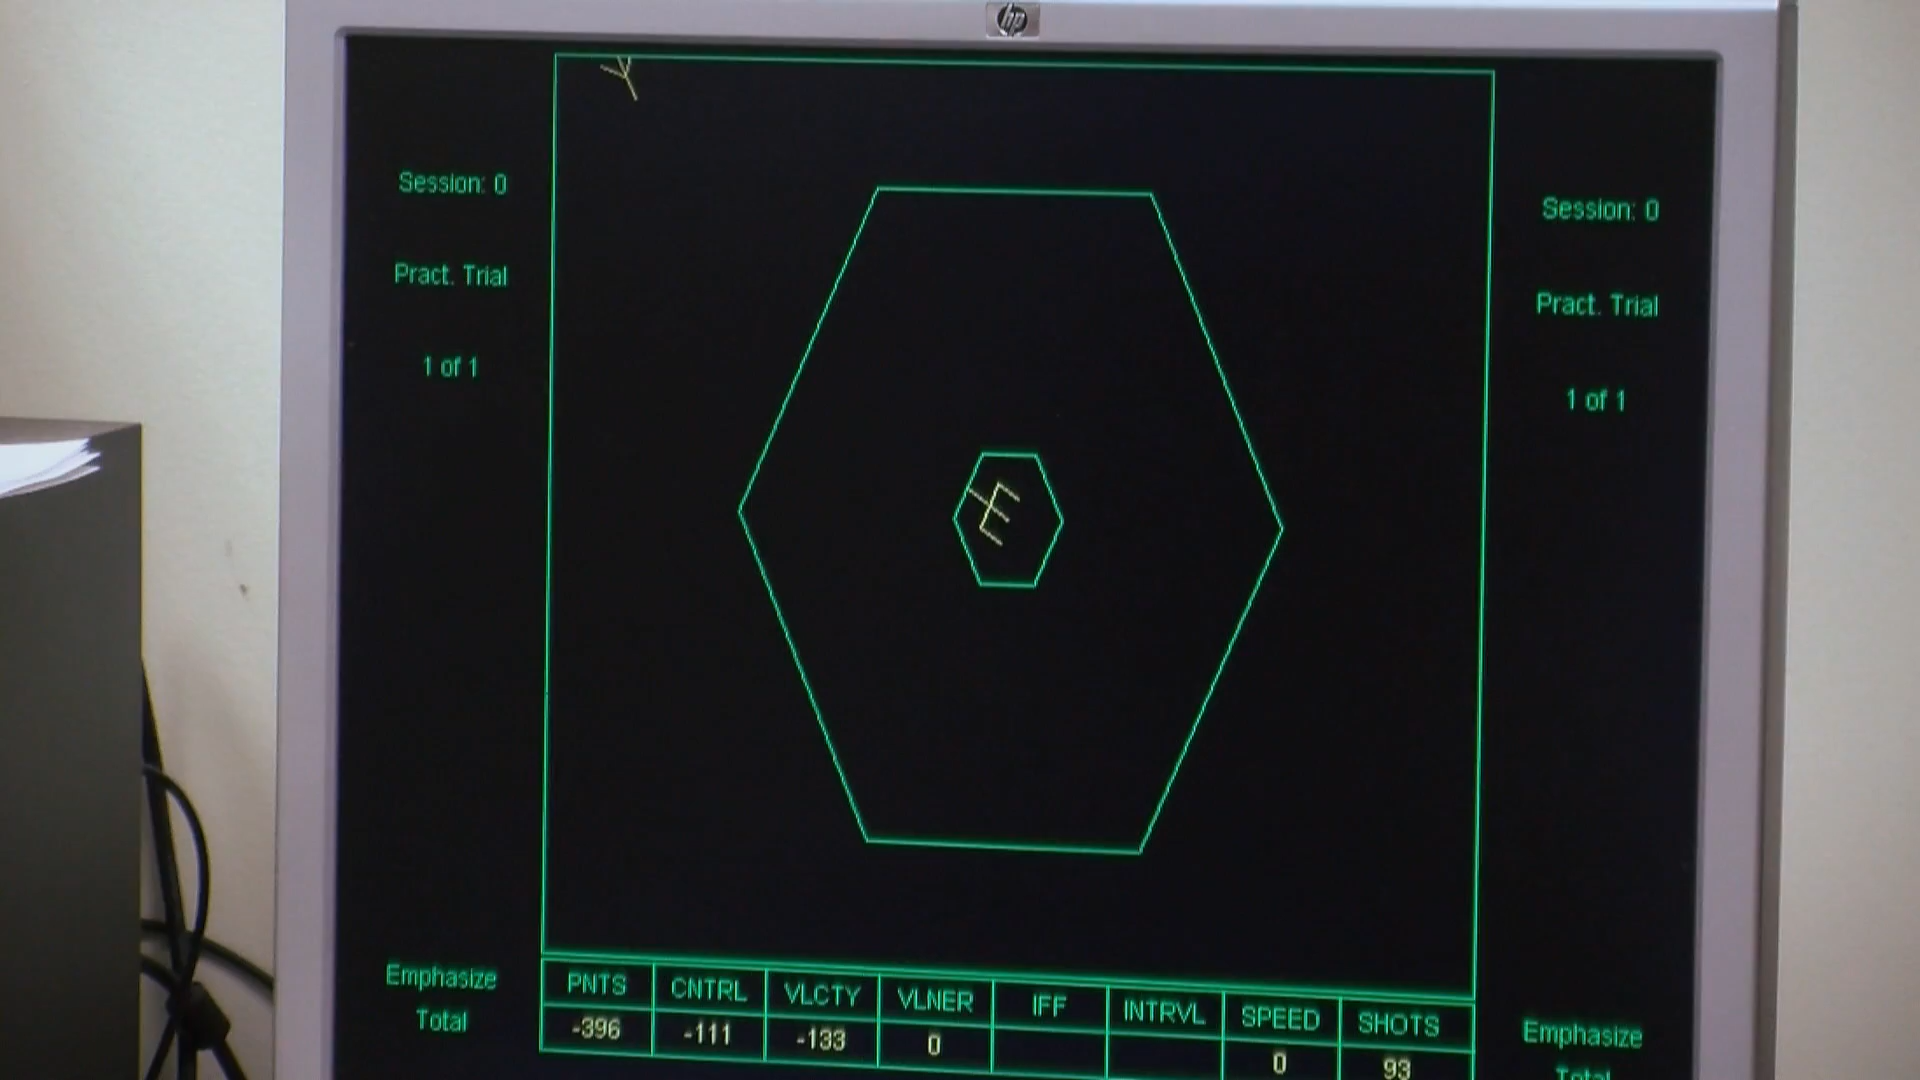 hp
Session: 0
Pract. Trial
1 of 1
Session: 0
Pract. Trial
1 of 1
Emphasize
Total
PNTS CNTRL VLCTY VLNER IFF INTRVL SPEED SHOTS
-396 -111 -133 0 0 93
Emphasize
Total